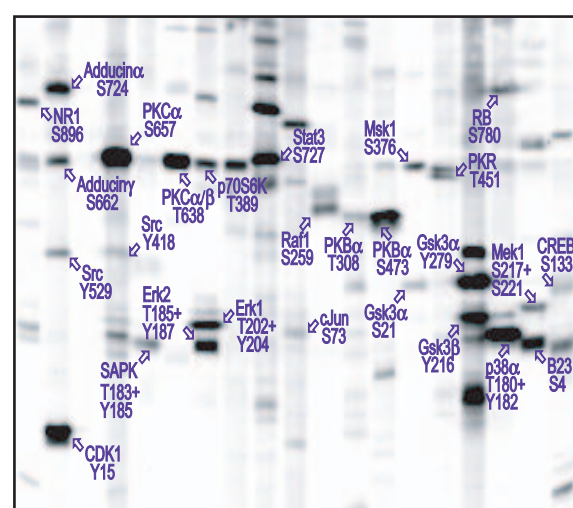 Adducinα
S724
NR1
S896
PKCα
S657
Adducinγ
S662
PKCα/β
T638
p70S6K
T389
Stat3
S727
Msk1
S376
RB
S780
PKR
T451
Src
Y418
Src
Y529
Raf1
S259
PKBα
T308
PKBα
S473
Gsk3α
Y279
Mek1
S217+
S221
CREB
S133
Erk2
T185+
Y187
Erk1
T202+
Y204
cJun
S73
Gsk3α
S21
Gsk3β
Y216
SAPK
T183+
Y185
p38α
T180+
Y182
B23
S4
CDK1
Y15